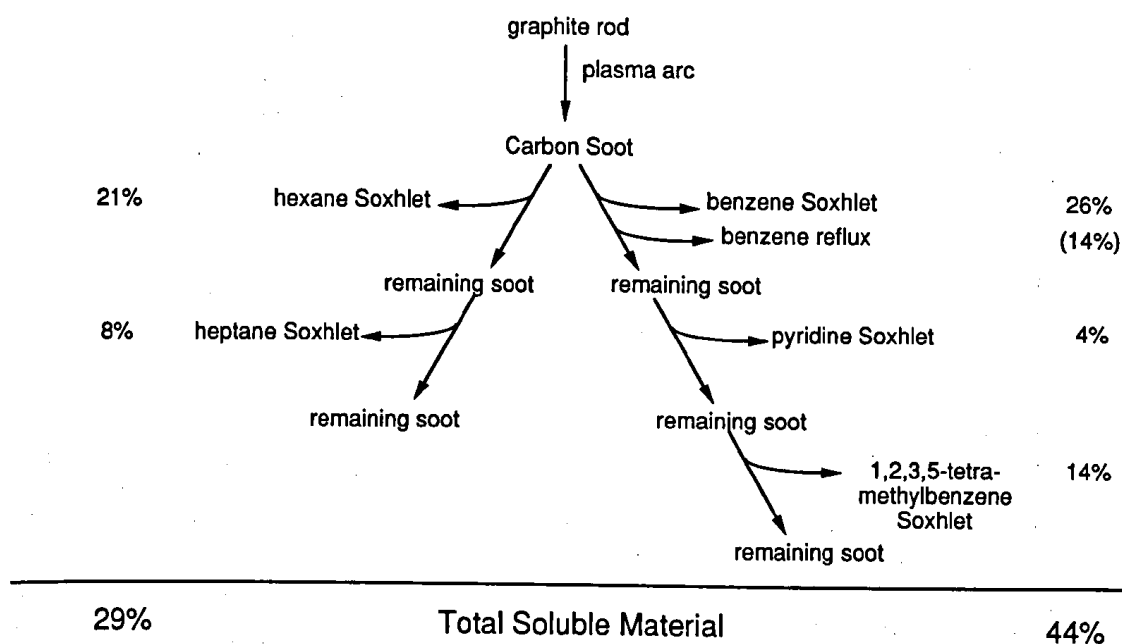 graphite rod
plasma arc
Carbon Soot
21%
hexane Soxhlet
benzene Soxhlet
26%
benzene reflux
(14%)
remaining soot
remaining soot
8%
heptane Soxhlet
pyridine Soxhlet
4%
remaining soot
remaining soot
1,2,3,5-tetra-
methylbenzene
Soxhlet
14%
remaining soot
29%
Total Soluble Material
44%